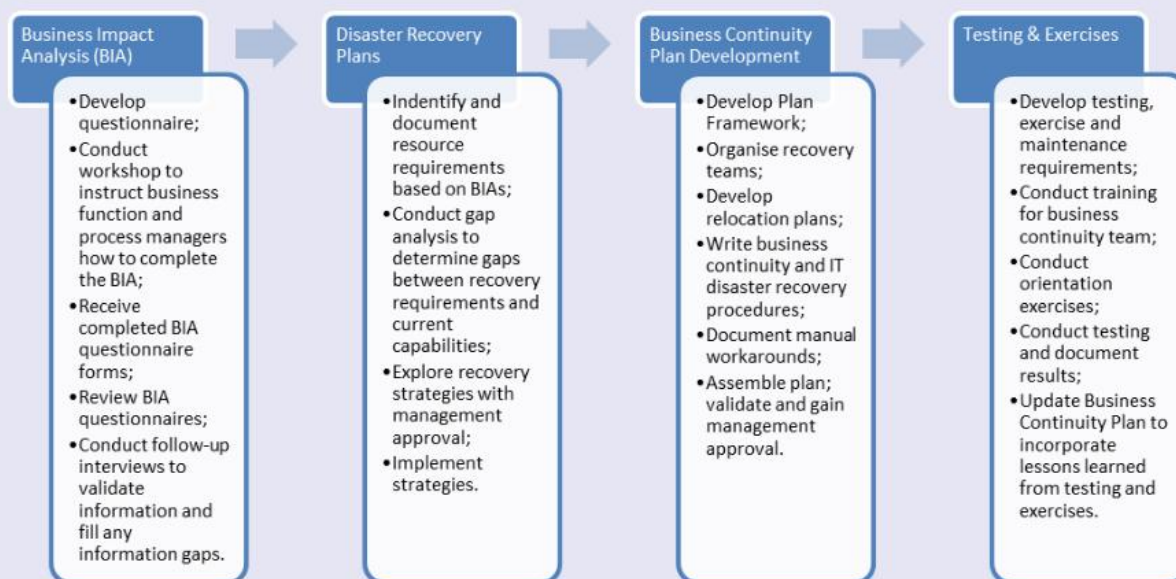 Business Impact
Analysis (BIA)
•Develop
questionnaire;
•Conduct
workshop to
instruct business
function and
process managers
how to complete
the BIA;
•Receive
completed BIA
questionnaire
forms;
•Review BIA
questionnaires;
•Conduct follow-up
interviews to
validate
information and
fill any
information gaps.
Disaster Recovery
Plans
•Indentify and
document
resource
requirements
based on BIAs;
•Conduct gap
analysis to
determine gaps
between recovery
requirements and
current
capabilities;
•Explore recovery
strategies with
management
approval;
•Implement
strategies.
Business Continuity
Plan Development
•Develop Plan
Framework;
•Organise recovery
teams;
•Develop
relocation plans;
•Write business
continuity and IT
disaster recovery
procedures;
•Document manual
workarounds;
•Assemble plan;
validate and gain
management
approval.
Testing & Exercises
•Develop testing,
exercise and
maintenance
requirements;
•Conduct training
for business
continuity team;
•Conduct
orientation
exercises;
•Conduct testing
and document
results;
•Update Business
Continuity Plan to
incorporate
lessons learned
from testing and
exercises.